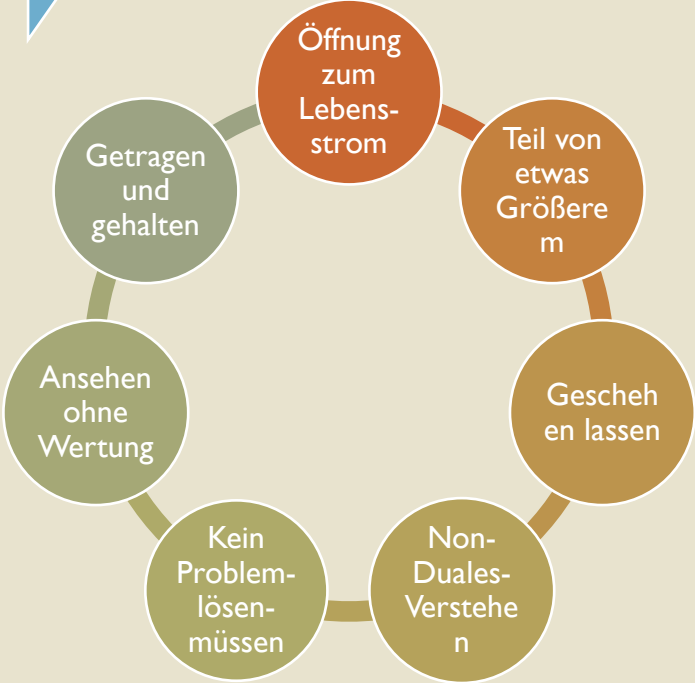 Öffnung
zum
Lebens-
strom
Teil von
etwas
Größere
m
Gescheh
en lassen
Non-
Duales-
Verstehe
n
Kein
Problem-
lösen-
müssen
Ansehen
ohne
Wertung
Getragen
und
gehalten